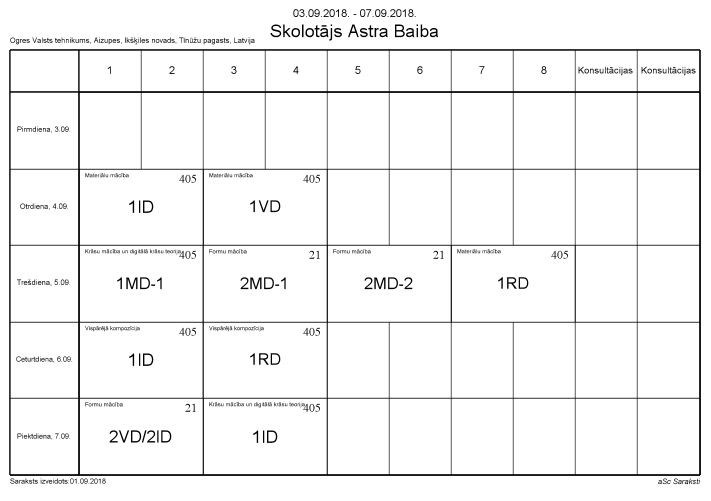 03.09.2018. - 07.09.2018.
Skolotājs Astra Baiba
Ogres Valsts tehnikums, Aizupes, Ikšķiles novads, Tīnūžu pagasts, Latvija
1 2 3 4 5 6 7 8 Konsultācijas Konsultācijas
Pirmdiena, 3.09.
Materiālu mācība 405 Materiālu mācība 405
Otrdiena, 4.09. 1ID 1VD
Krāsu mācība un digitālā krāsu teorija 405 Formu mācība 21 Formu mācība 21 Materiālu mācība 405
Trešdiena, 5.09. 1MD-1 2MD-1 2MD-2 1RD
Vispārējā kompozīcija 405 Vispārējā kompozīcija 405
Ceturtdiena, 6.09. 1ID 1RD
Formu mācība 21 Krāsu mācība un digitālā krāsu teorija 405
Piektdiena, 7.09. 2VD/2ID 1ID
Saraksts izveidots:01.09.2018 aSc Saraksti